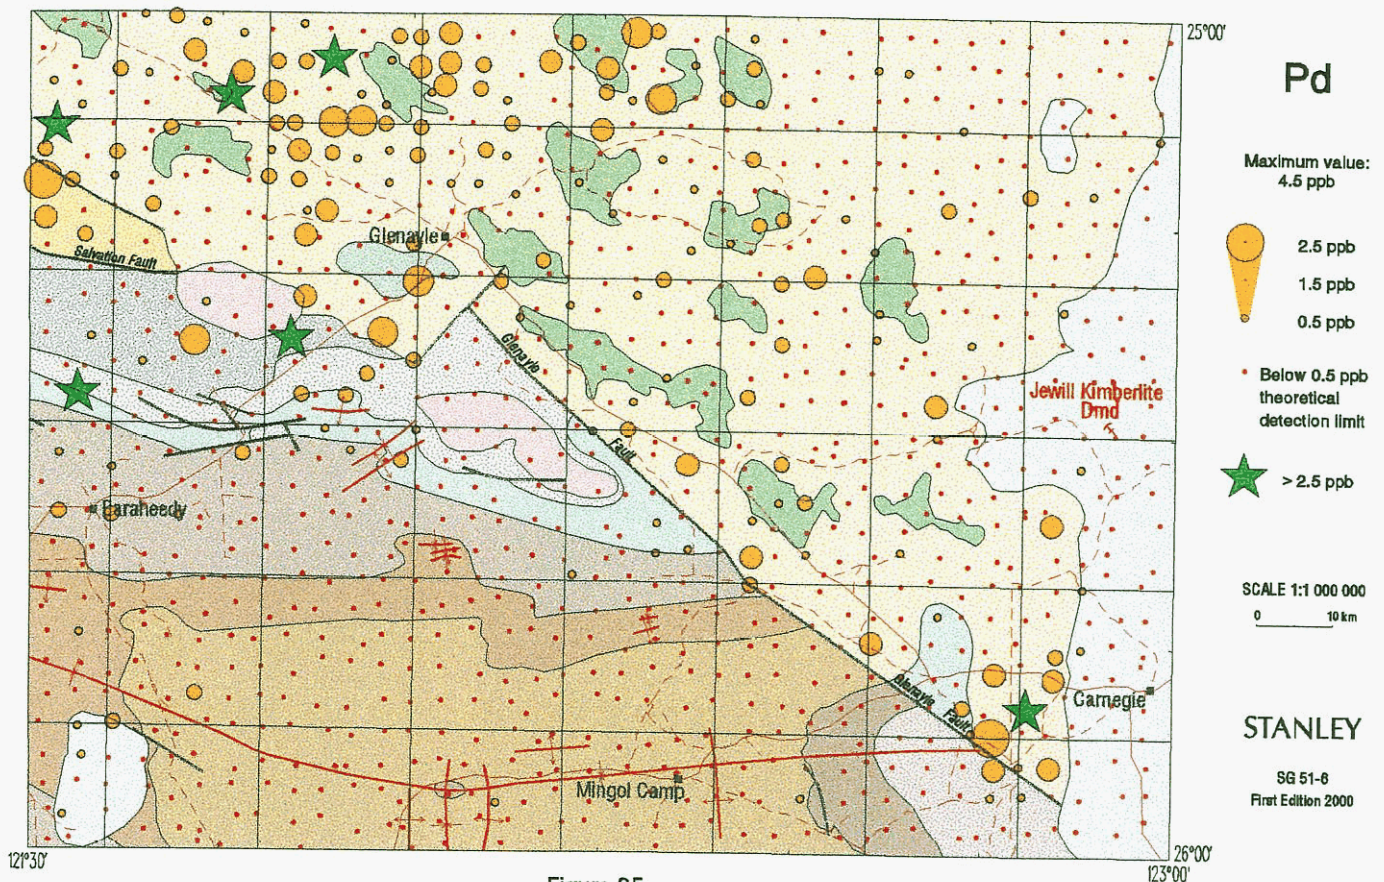 25°00'
Pd
Maximum value:
4.5 ppb
2.5 ppb
1.5 ppb
0.5 ppb
Below 0.5 ppb
theoretical
detection limit
> 2.5 ppb
SCALE 1:1 000 000
0 10 km
STANLEY
SG 51-6
First Edition 2000
Glenayle
Salvation Fault
Glenayle
Fault
Jewill Kimberlite
Dmd
Earaheedy
Glenayle
Fault
Carnegie
Mingol Camp
121°30'
26°00'
123°00'